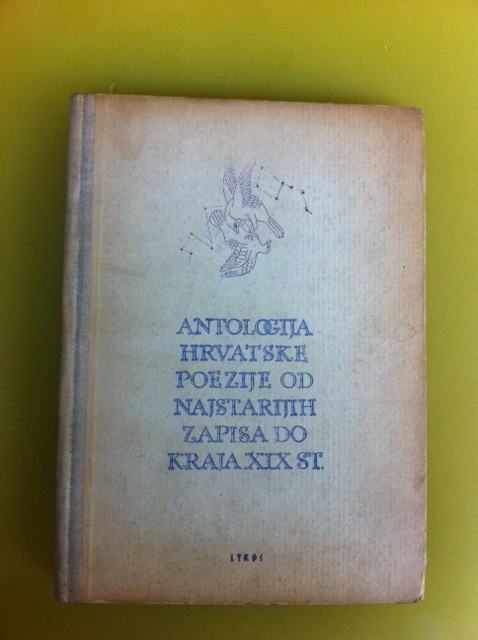 ANTOLOGIJA
HRVATSKE
POEZIJE OD
NAJSTARIJIH
ZAPISA DO
KRAJA XIX ST.
LYKOS